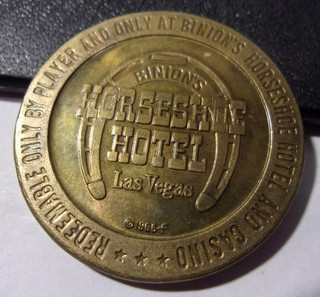 REDEEMABLE ONLY BY PLAYER AND ONLY AT BINION'S HORSESHOE HOTEL AND CASINO
BINION'S
HORSESHOE
HOTEL
Las Vegas